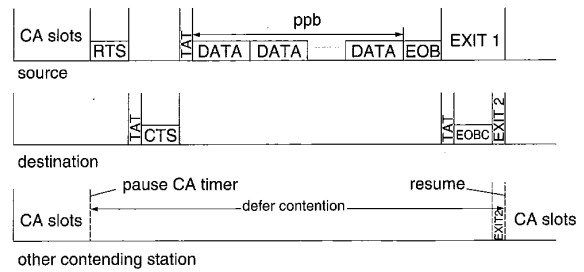 ppb
CA slots RTS TAT DATA DATA DATA EOB EXIT 1
source
TAT CTS TAT EOBC EXIT 2
destination
pause CA timer resume
CA slots defer contention EXIT2 CA slots
other contending station